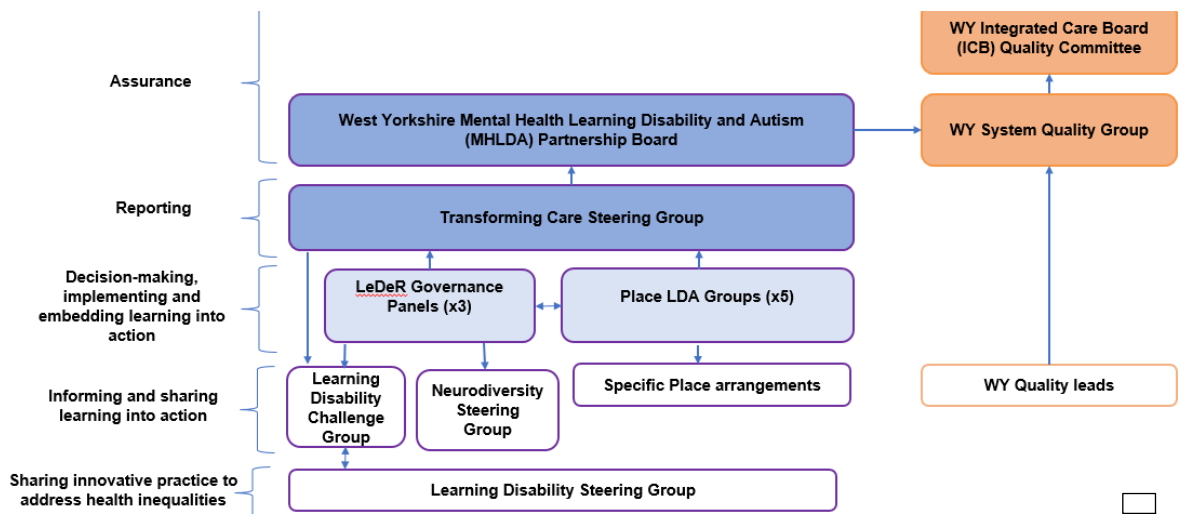 WY Integrated Care Board
(ICB) Quality Committee
Assurance
West Yorkshire Mental Health Learning Disability and Autism
(MHLDA) Partnership Board
WY System Quality Group
Reporting
Transforming Care Steering Group
Decision-making,
implementing and
embedding learning into
action
LeDeR Governance
Panels (x3)
Place LDA Groups (x5)
Informing and sharing
learning into action
Learning
Disability
Challenge
Group
Neurodiversity
Steering
Group
Specific Place arrangements
WY Quality leads
Sharing innovative practice to
address health inequalities
Learning Disability Steering Group